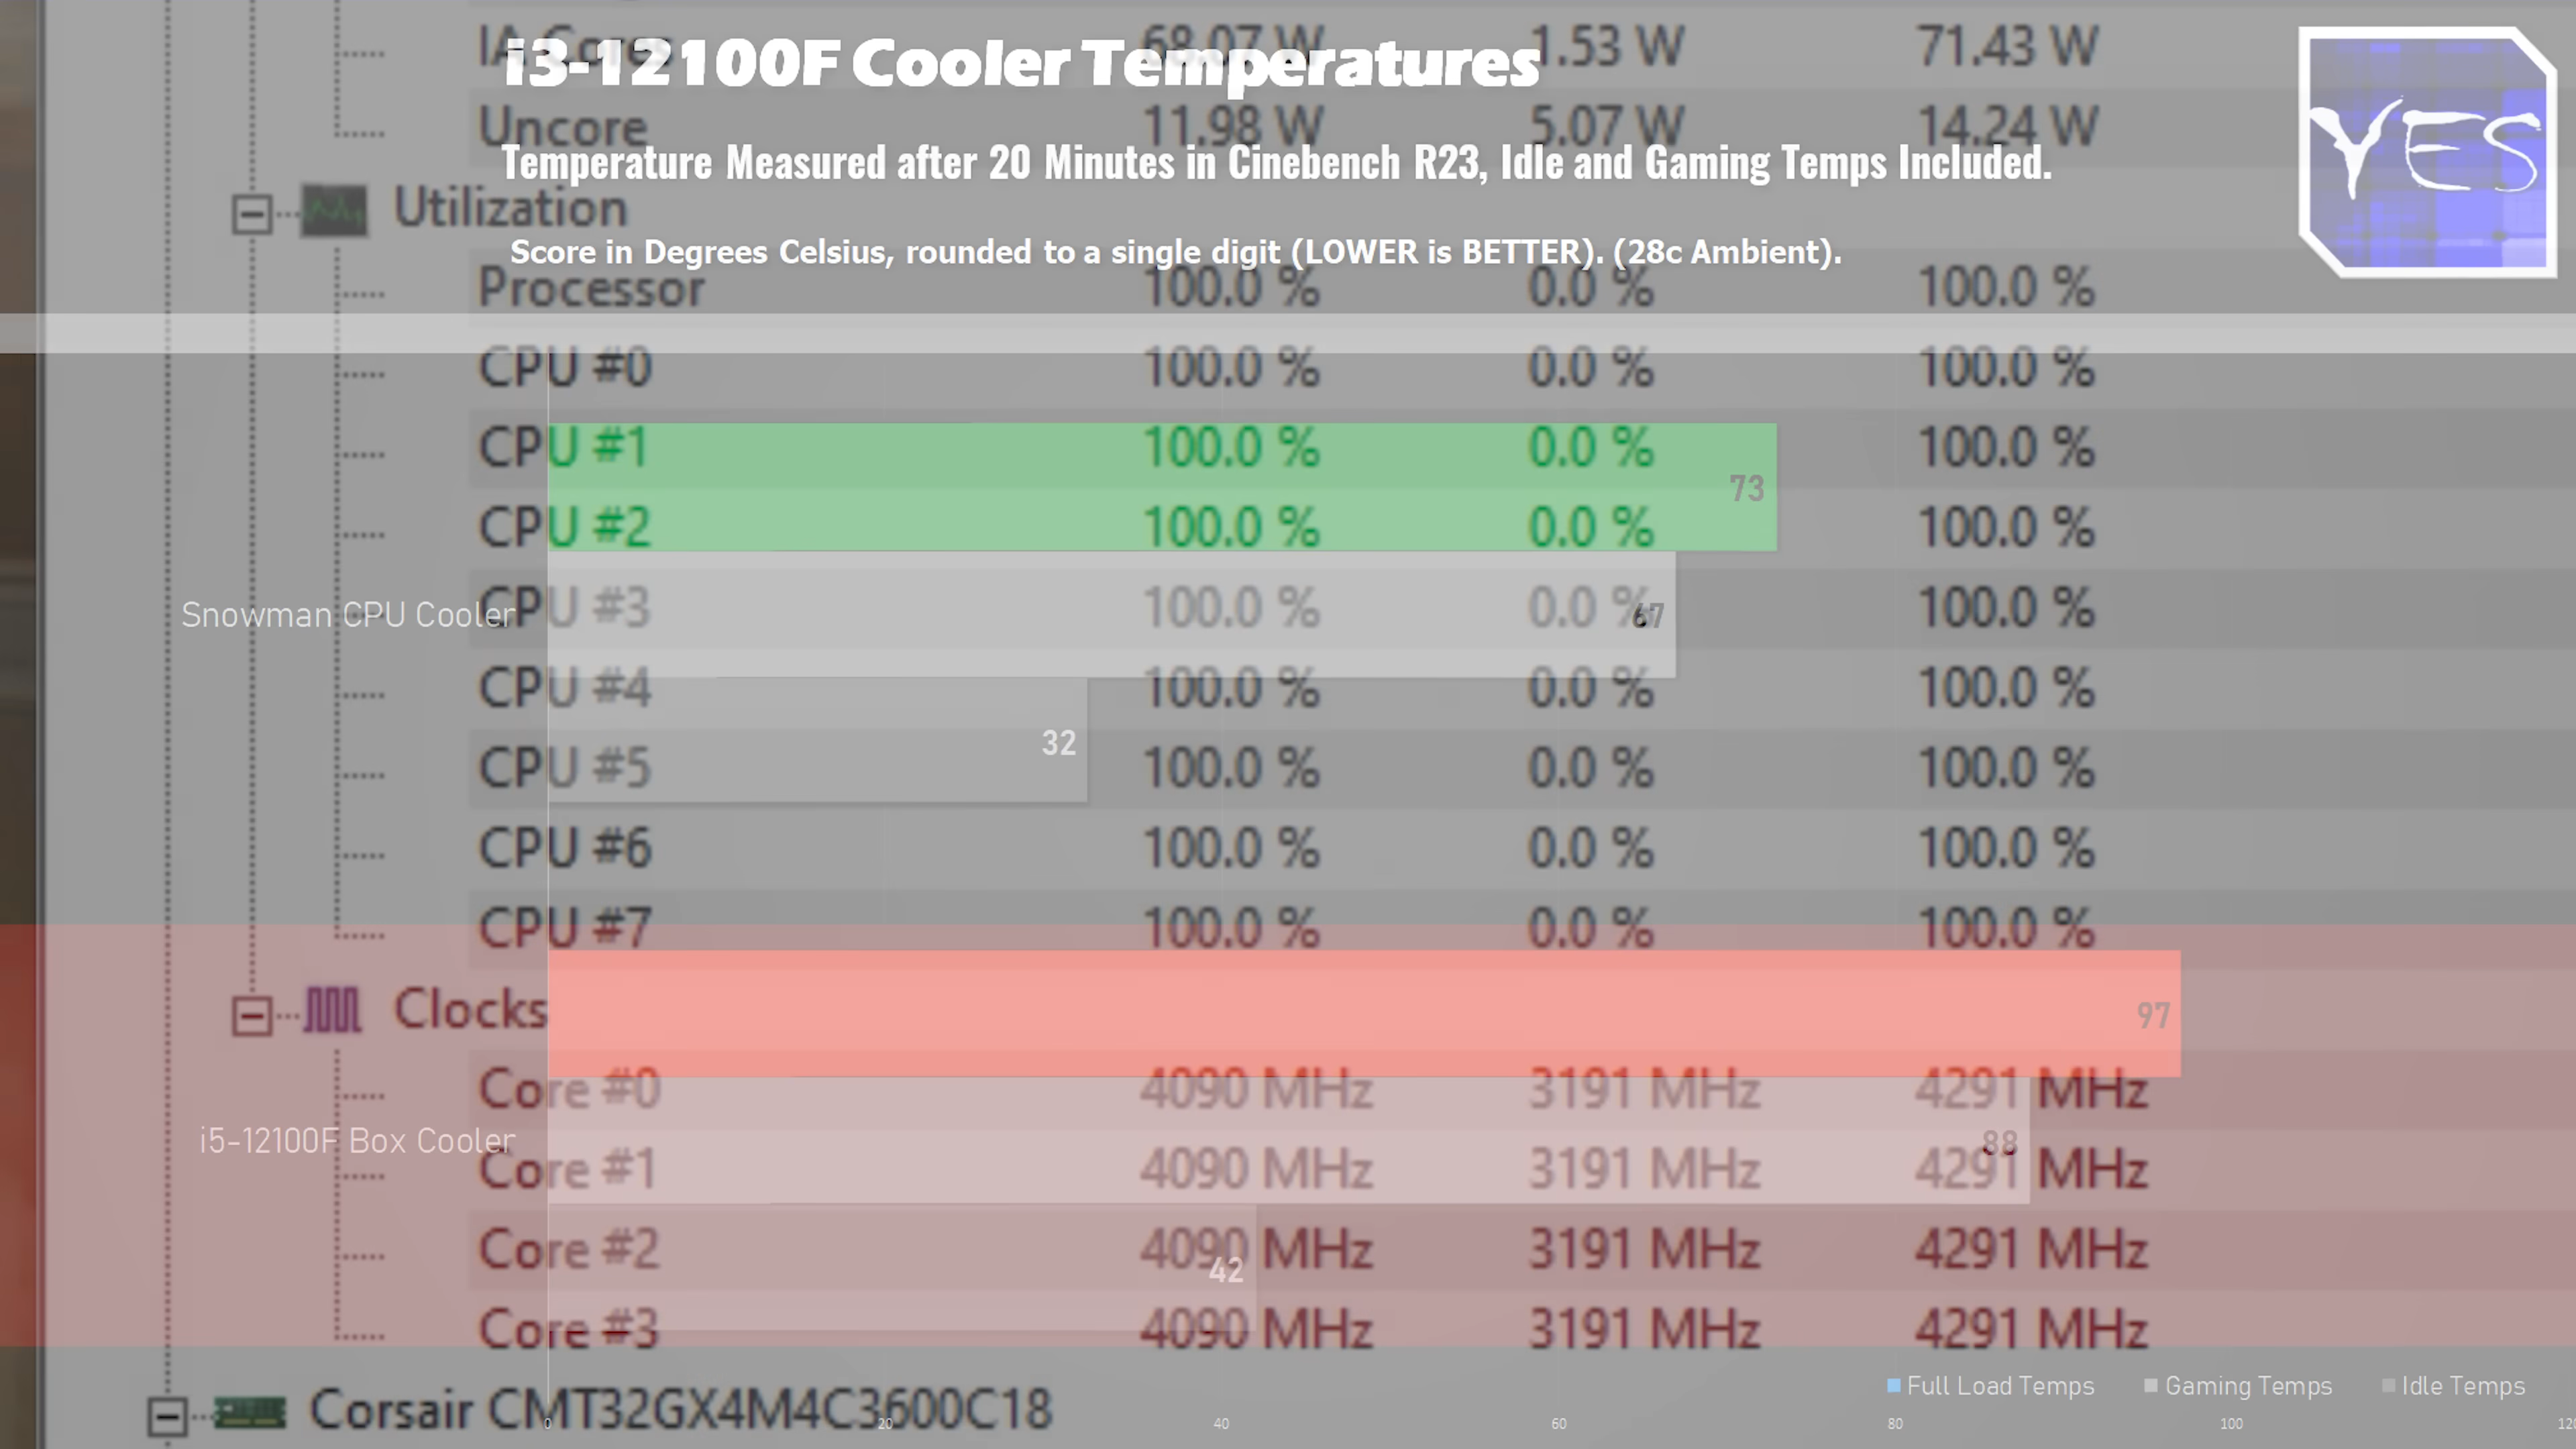 IA Cores 68.07 W 1.53 W 71.43 W
i3-12100F Cooler Temperatures
Uncore 11.98 W 5.07 W 14.24 W
YES
Temperature Measured after 20 Minutes in Cinebench R23, Idle and Gaming Temps Included.
Utilization
Score in Degrees Celsius, rounded to a single digit (LOWER is BETTER). (28c Ambient).
Processor 100.0 % 0.0 % 100.0 %
CPU #0 100.0 % 0.0 % 100.0 %
CPU #1 100.0 % 0.0 % 100.0 %
73
CPU #2 100.0 % 0.0 % 100.0 %
CPU #3 100.0 % 0.0 % 100.0 %
Snowman CPU Cooler 67
CPU #4 100.0 % 0.0 % 100.0 %
32
CPU #5 100.0 % 0.0 % 100.0 %
CPU #6 100.0 % 0.0 % 100.0 %
CPU #7 100.0 % 0.0 % 100.0 %
Clocks
97
Core #0 4090 MHz 3191 MHz 4291 MHz
i5-12100F Box Cooler 88
Core #1 4090 MHz 3191 MHz 4291 MHz
Core #2 4090 MHz 3191 MHz 4291 MHz
42
Core #3 4090 MHz 3191 MHz 4291 MHz
Full Load Temps Gaming Temps Idle Temps
Corsair CMT32GX4M4C3600C18
0 20 40 60 80 100